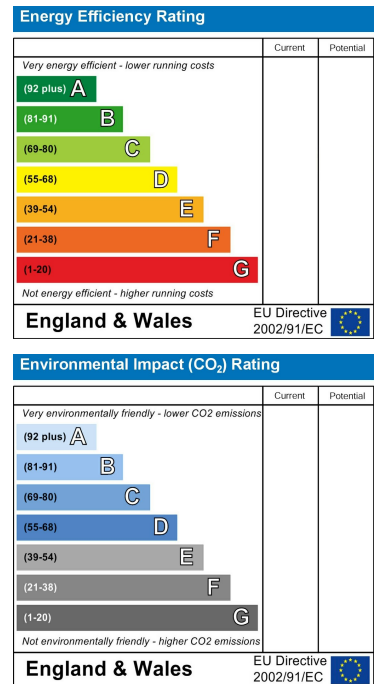 Energy Efficiency Rating
Current Potential
Very energy efficient - lower running costs
(92 plus) A
(81-91) B
(69-80) C
(55-68) D
(39-54) E
(21-38) F
(1-20) G
Not energy efficient - higher running costs
England & Wales EU Directive
2002/91/EC
Environmental Impact (CO₂) Rating
Current Potential
Very environmentally friendly - lower CO2 emissions
(92 plus) A
(81-91) B
(69-80) C
(55-68) D
(39-54) E
(21-38) F
(1-20) G
Not environmentally friendly - higher CO2 emissions
England & Wales EU Directive
2002/91/EC